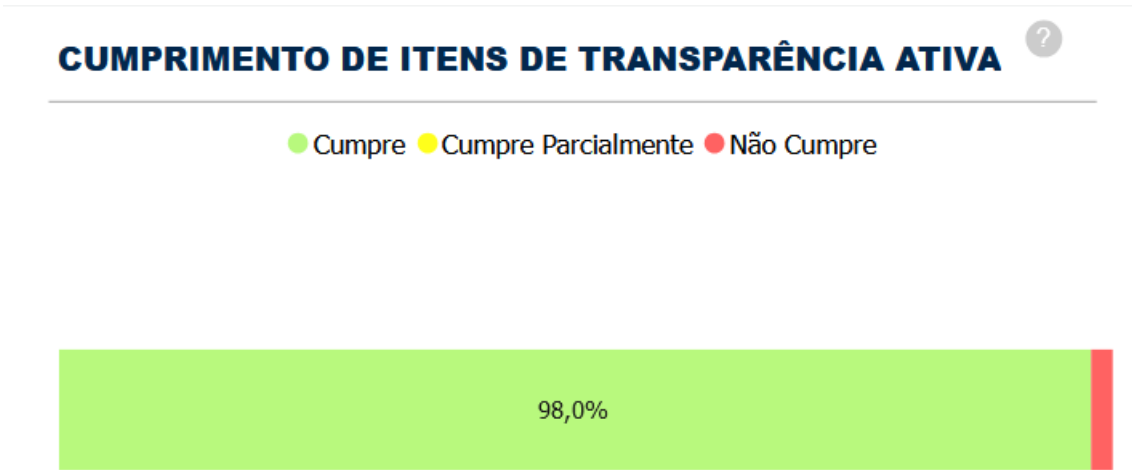 CUMPRIMENTO DE ITENS DE TRANSPARÊNCIA ATIVA ?
Cumpre Cumpre Parcialmente Não Cumpre
98,0%